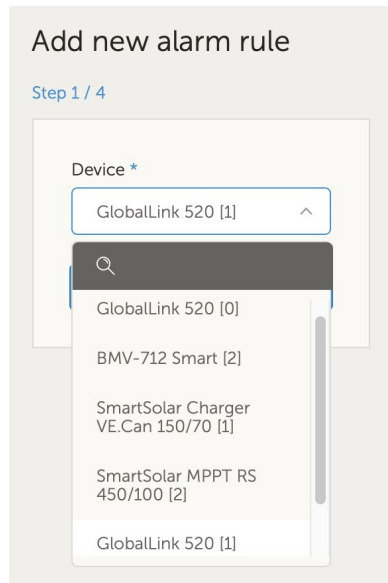 Add new alarm rule
Step 1 / 4
Device *
GlobalLink 520 [1]
GlobalLink 520 [0]
BMV-712 Smart [2]
SmartSolar Charger
VE.Can 150/70 [1]
SmartSolar MPPT RS
450/100 [2]
GlobalLink 520 [1]